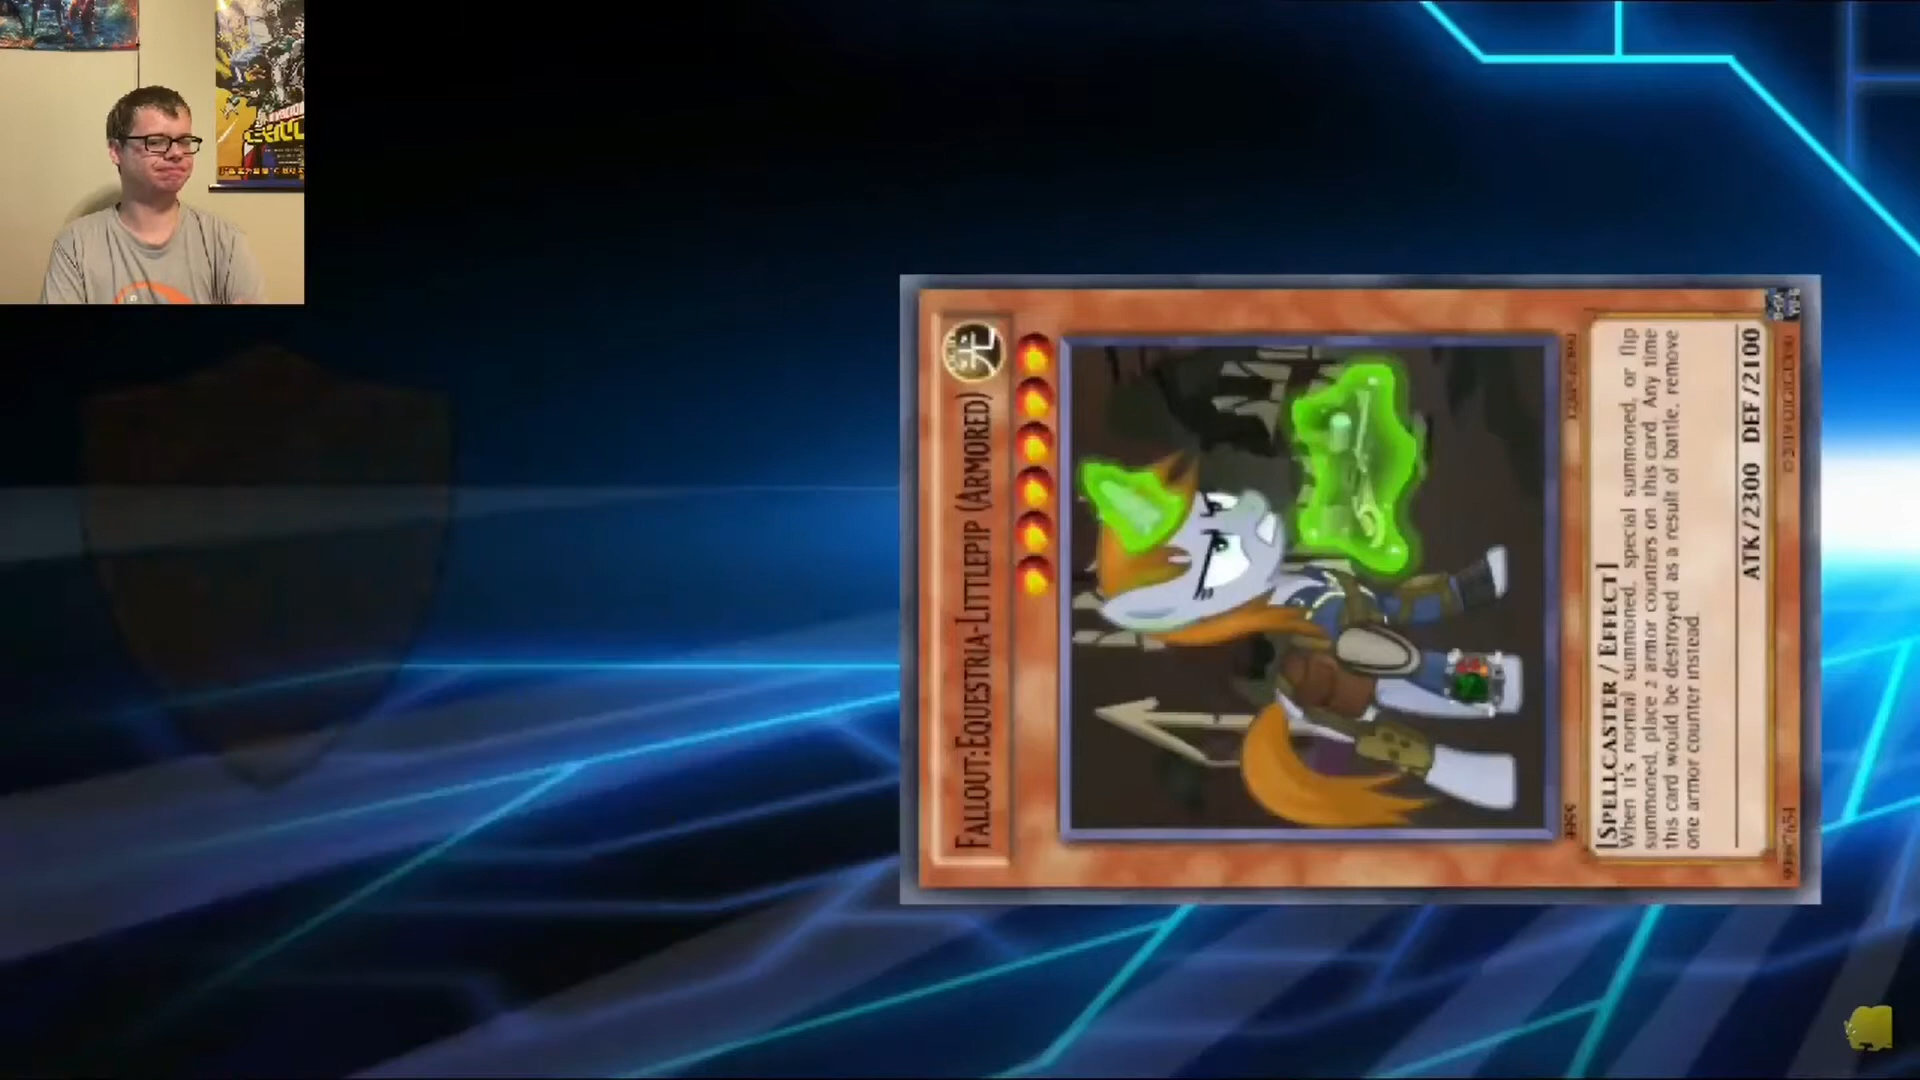 FALLOUT:EQUESTRIA-LITTLEPIP (ARMORED)
光
[SPELLCASTER / EFFECT]
When it's normal summoned, special summoned, or flip
summoned, place 2 armor counters on this card. Any time
this card would be destroyed as a result of battle, remove
one armor counter instead.
ATK/2300 DEF/2100